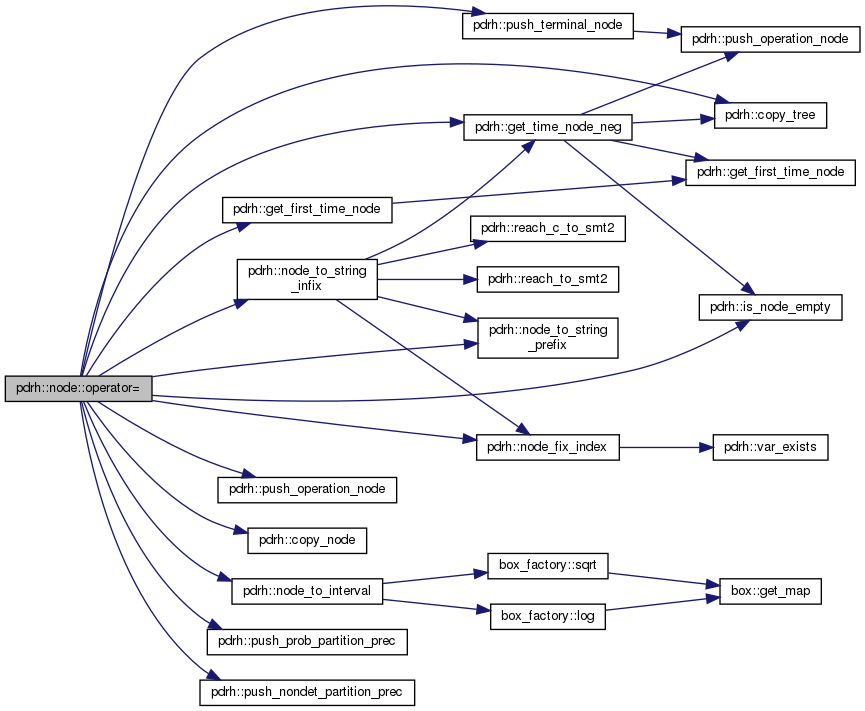 pdrh::push_terminal_node
pdrh::push_operation_node
pdrh::copy_tree
pdrh::get_time_node_neg
pdrh::get_first_time_node
pdrh::get_first_time_node
pdrh::reach_c_to_smt2
pdrh::node_to_string
_infix
pdrh::reach_to_smt2
pdrh::is_node_empty
pdrh::node_to_string
_prefix
pdrh::node::operator=
pdrh::node_fix_index
pdrh::var_exists
pdrh::push_operation_node
pdrh::copy_node
box_factory::sqrt
pdrh::node_to_interval
box::get_map
box_factory::log
pdrh::push_prob_partition_prec
pdrh::push_nondet_partition_prec